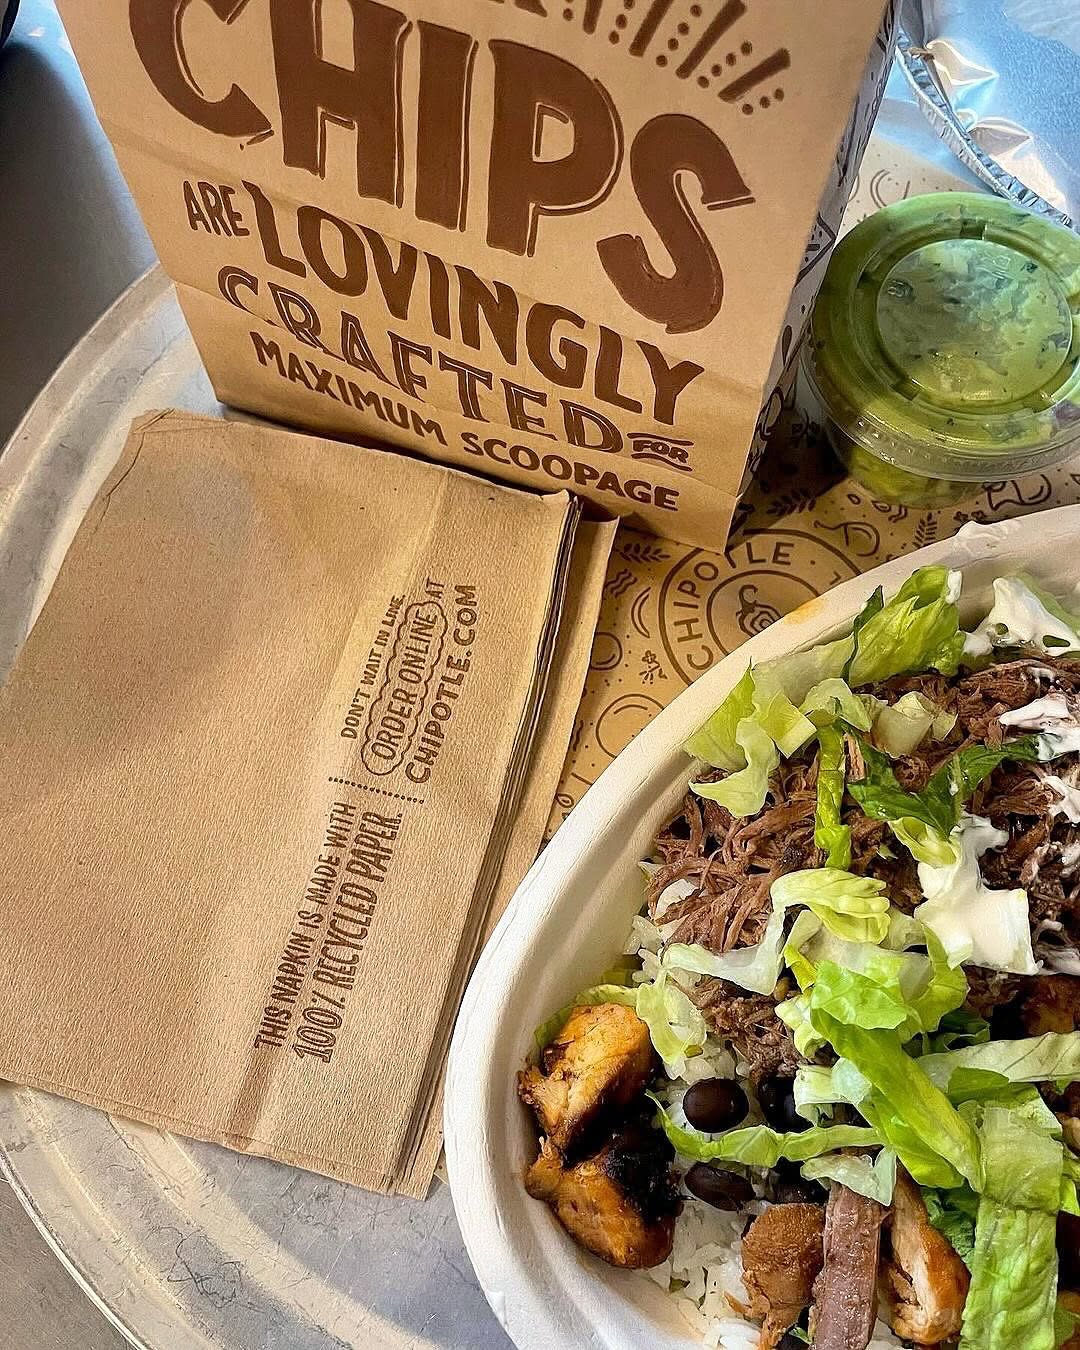 CHIPS
ARE LOVINGLY
CRAFTED FOR
MAXIMUM SCOOPAGE
DON'T WAIT IN LINE.
ORDER ONLINE AT
CHIPOTLE.COM
THIS NAPKIN IS MADE WITH
100% RECYCLED PAPER.
CHIPOTLE